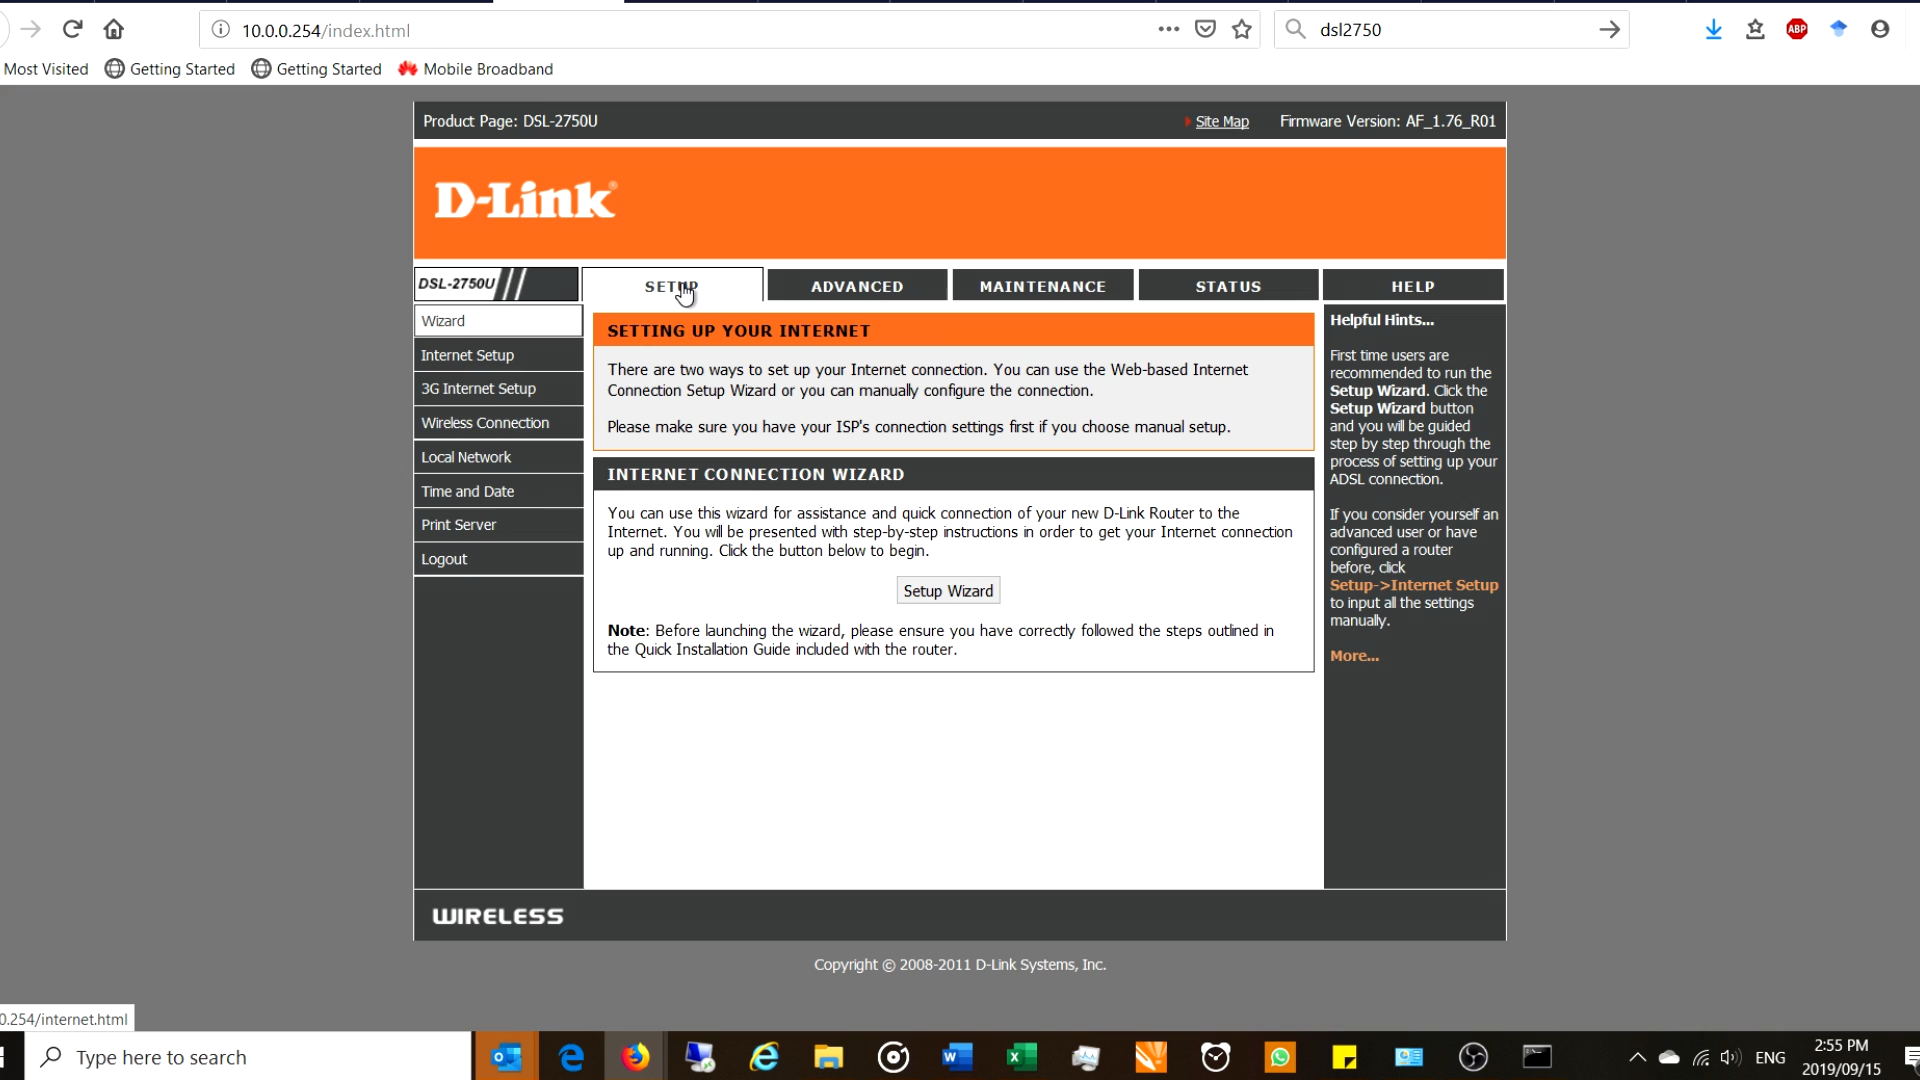 10.0.0.254/index.html
dsl2750
ABP
Most Visited
Getting Started
Getting Started
Mobile Broadband
Product Page: DSL-2750U
Site Map
Firmware Version: AF_1.76_R01
D-Link®
DSL-2750U
SETUP
ADVANCED
MAINTENANCE
STATUS
HELP
Wizard
Internet Setup
3G Internet Setup
Wireless Connection
Local Network
Time and Date
Print Server
Logout
SETTING UP YOUR INTERNET
There are two ways to set up your Internet connection. You can use the Web-based Internet
Connection Setup Wizard or you can manually configure the connection.
Please make sure you have your ISP's connection settings first if you choose manual setup.
INTERNET CONNECTION WIZARD
You can use this wizard for assistance and quick connection of your new D-Link Router to the
Internet. You will be presented with step-by-step instructions in order to get your Internet connection
up and running. Click the button below to begin.
Setup Wizard
Note: Before launching the wizard, please ensure you have correctly followed the steps outlined in
the Quick Installation Guide included with the router.
Helpful Hints...
First time users are
recommended to run the
Setup Wizard. Click the
Setup Wizard button
and you will be guided
step by step through the
process of setting up your
ADSL connection.
If you consider yourself an
advanced user or have
configured a router
before, click
Setup->Internet Setup
to input all the settings
manually.
More...
WIRELESS
Copyright © 2008-2011 D-Link Systems, Inc.
0.254/internet.html
Type here to search
ENG
2:55 PM
2019/09/15